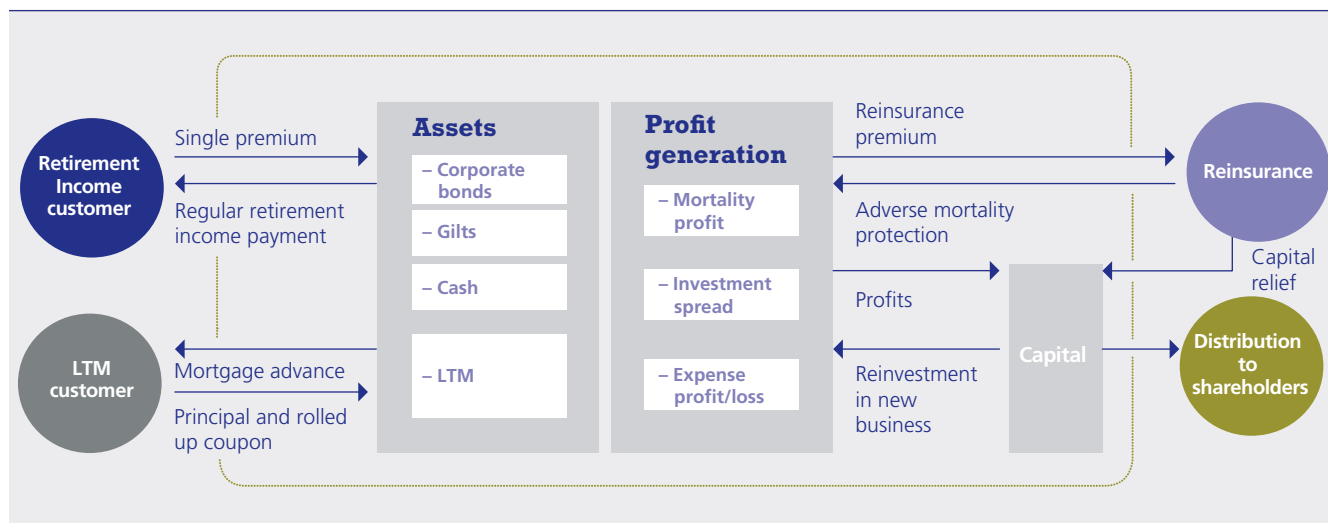 Retirement
Income
customer
Single premium
Regular retirement
income payment
LTM
customer
Mortgage advance
Principal and rolled
up coupon
Assets
– Corporate
bonds
– Gilts
– Cash
– LTM
Profit
generation
– Mortality
profit
– Investment
spread
– Expense
profit/loss
Reinsurance
premium
Adverse mortality
protection
Profits
Reinvestment
in new
business
Capital
Reinsurance
Capital
relief
Distribution
to
shareholders